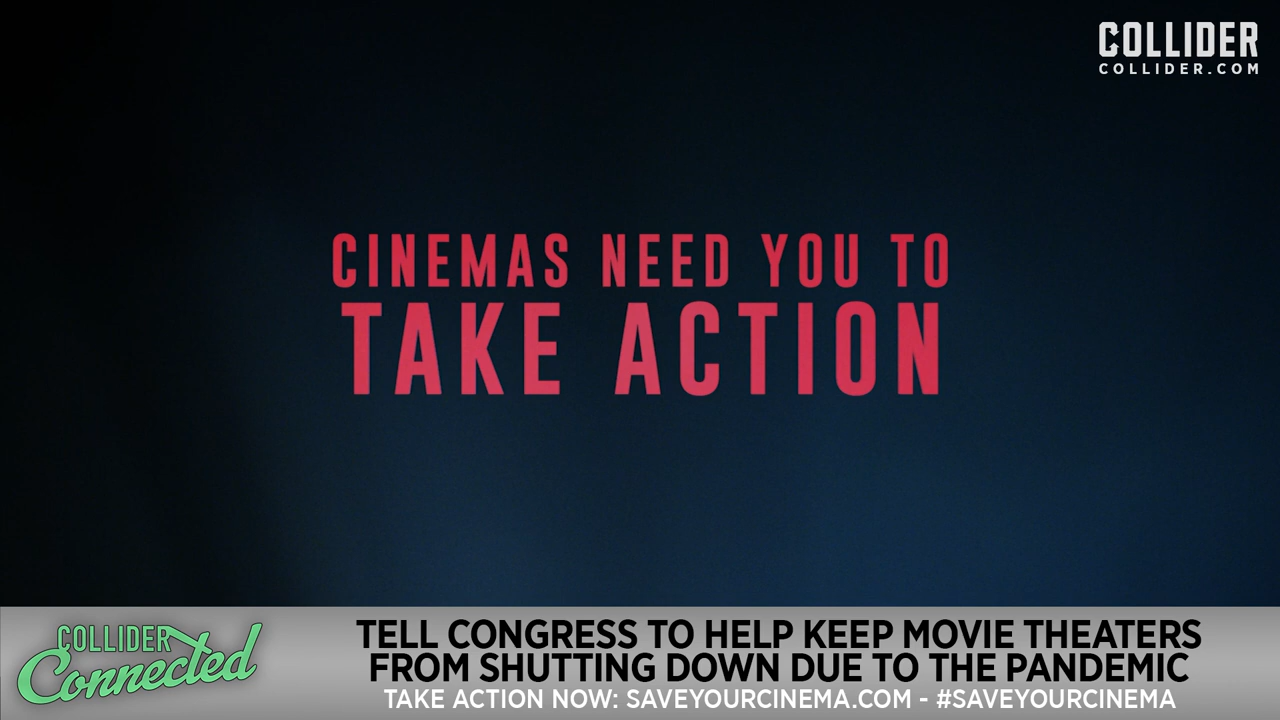 COLLIDER
COLLIDER.COM
CINEMAS NEED YOU TO
TAKE ACTION
COLLIDER
Connected
TELL CONGRESS TO HELP KEEP MOVIE THEATERS
FROM SHUTTING DOWN DUE TO THE PANDEMIC
TAKE ACTION NOW: SAVEYOURCINEMA.COM - #SAVEYOURCINEMA